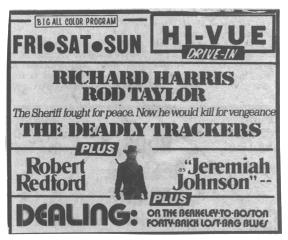 BIG ALL COLOR PROGRAM
FRI•SAT•SUN
HI-VUE
DRIVE-IN
RICHARD HARRIS
ROD TAYLOR
The Sheriff fought for peace. Now he would kill for vengeance
THE DEADLY TRACKERS
PLUS
Robert Redford
as "Jeremiah Johnson" --
PLUS
DEALING: OR THE BERKELEY-TO-BOSTON
FORTY-BRICK LOST-BAG BLUES